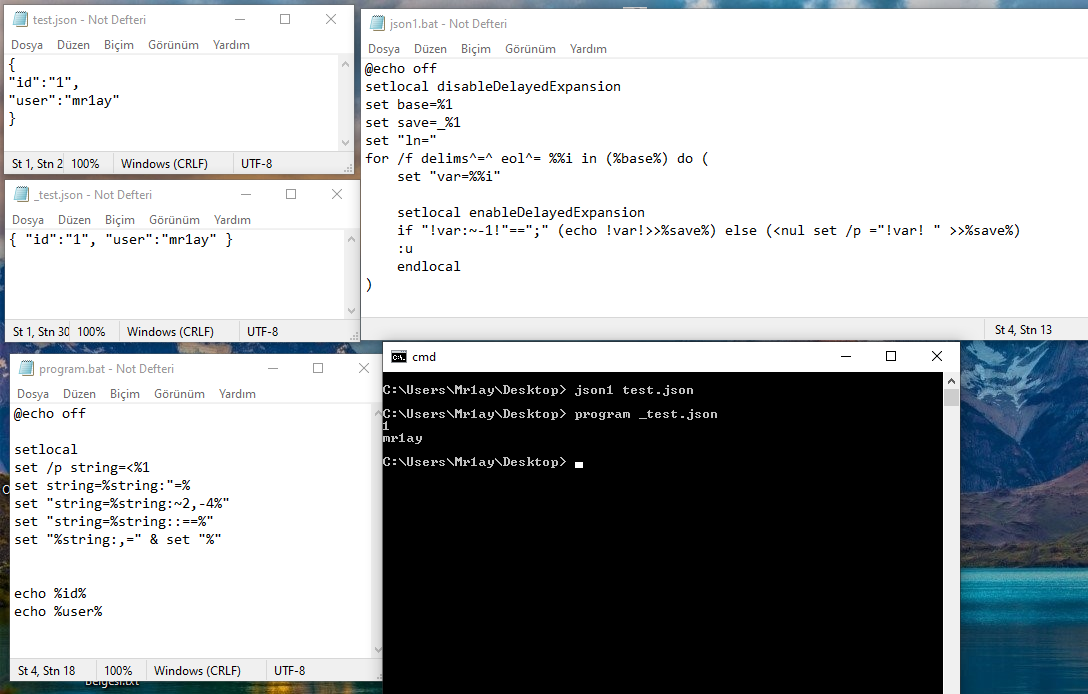 test.json - Not Defteri
Dosya Düzen Biçim Görünüm Yardım
{
"id":"1",
"user":"mr1ay"
}
St 1, Stn 2 100% Windows (CRLF) UTF-8
_test.json - Not Defteri
Dosya Düzen Biçim Görünüm Yardım
{ "id":"1", "user":"mr1ay" }
St 1, Stn 30 100% Windows (CRLF) UTF-8
program.bat - Not Defteri
Dosya Düzen Biçim Görünüm Yardım
@echo off
setlocal
set /p string=<%1
set string=%string:"=%
set "string=%string:~2,-4%"
set "string=%string::==%"
set "%string:,=" & set "%"
echo %id%
echo %user%
St 4, Stn 18 100% Windows (CRLF) UTF-8
Belgesi.txt
json1.bat - Not Defteri
Dosya Düzen Biçim Görünüm Yardım
@echo off
setlocal disableDelayedExpansion
set base=%1
set save=_%1
set "ln="
for /f delims^=^ eol^= %%i in (%base%) do (
set "var=%%i"
setlocal enableDelayedExpansion
if "!var:~-1!"==";" (echo !var!>>%save%) else (<nul set /p ="!var! " >>%save%)
:u
endlocal
)
St 4, Stn 13
cmd
C:\Users\Mr1ay\Desktop> json1 test.json
C:\Users\Mr1ay\Desktop> program _test.json
1
mr1ay
C:\Users\Mr1ay\Desktop>